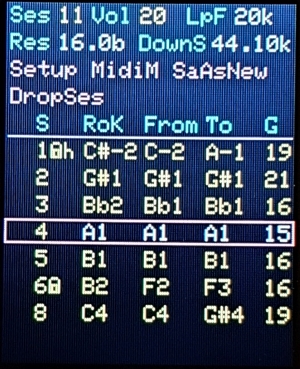 Ses 11 Vol 20 LpF 20k
Res 16.0b DownS 44.10k
Setup MidiM SaAsNew
DropSes
S RoK From To G
1h C#-2 C-2 A-1 19
2 G#1 G#1 G#1 21
3 Bb2 Bb1 Bb1 16
4 A1 A1 A1 15
5 B1 B1 B1 16
6 B2 F2 F3 16
8 C4 C4 G#4 19